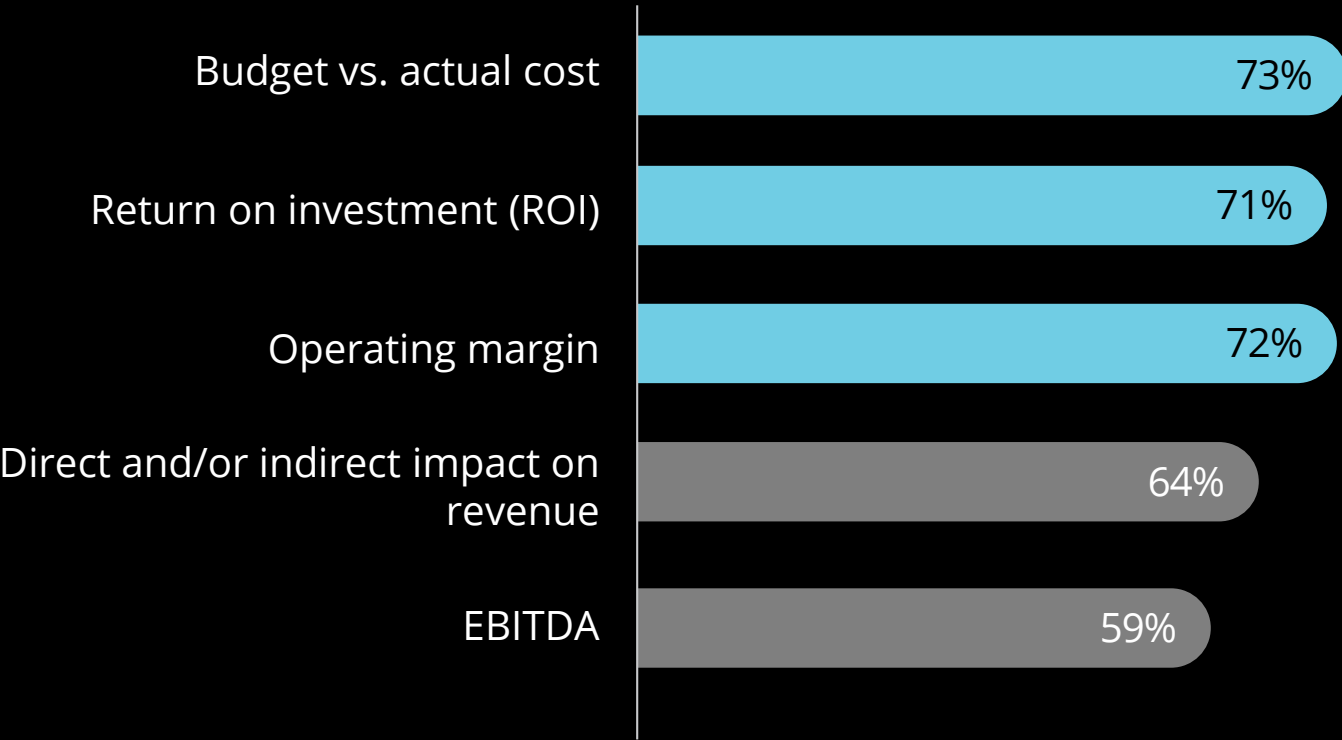 Budget vs. actual cost
73%
Return on investment (ROI)
71%
Operating margin
72%
Direct and/or indirect impact on
revenue
64%
EBITDA
59%